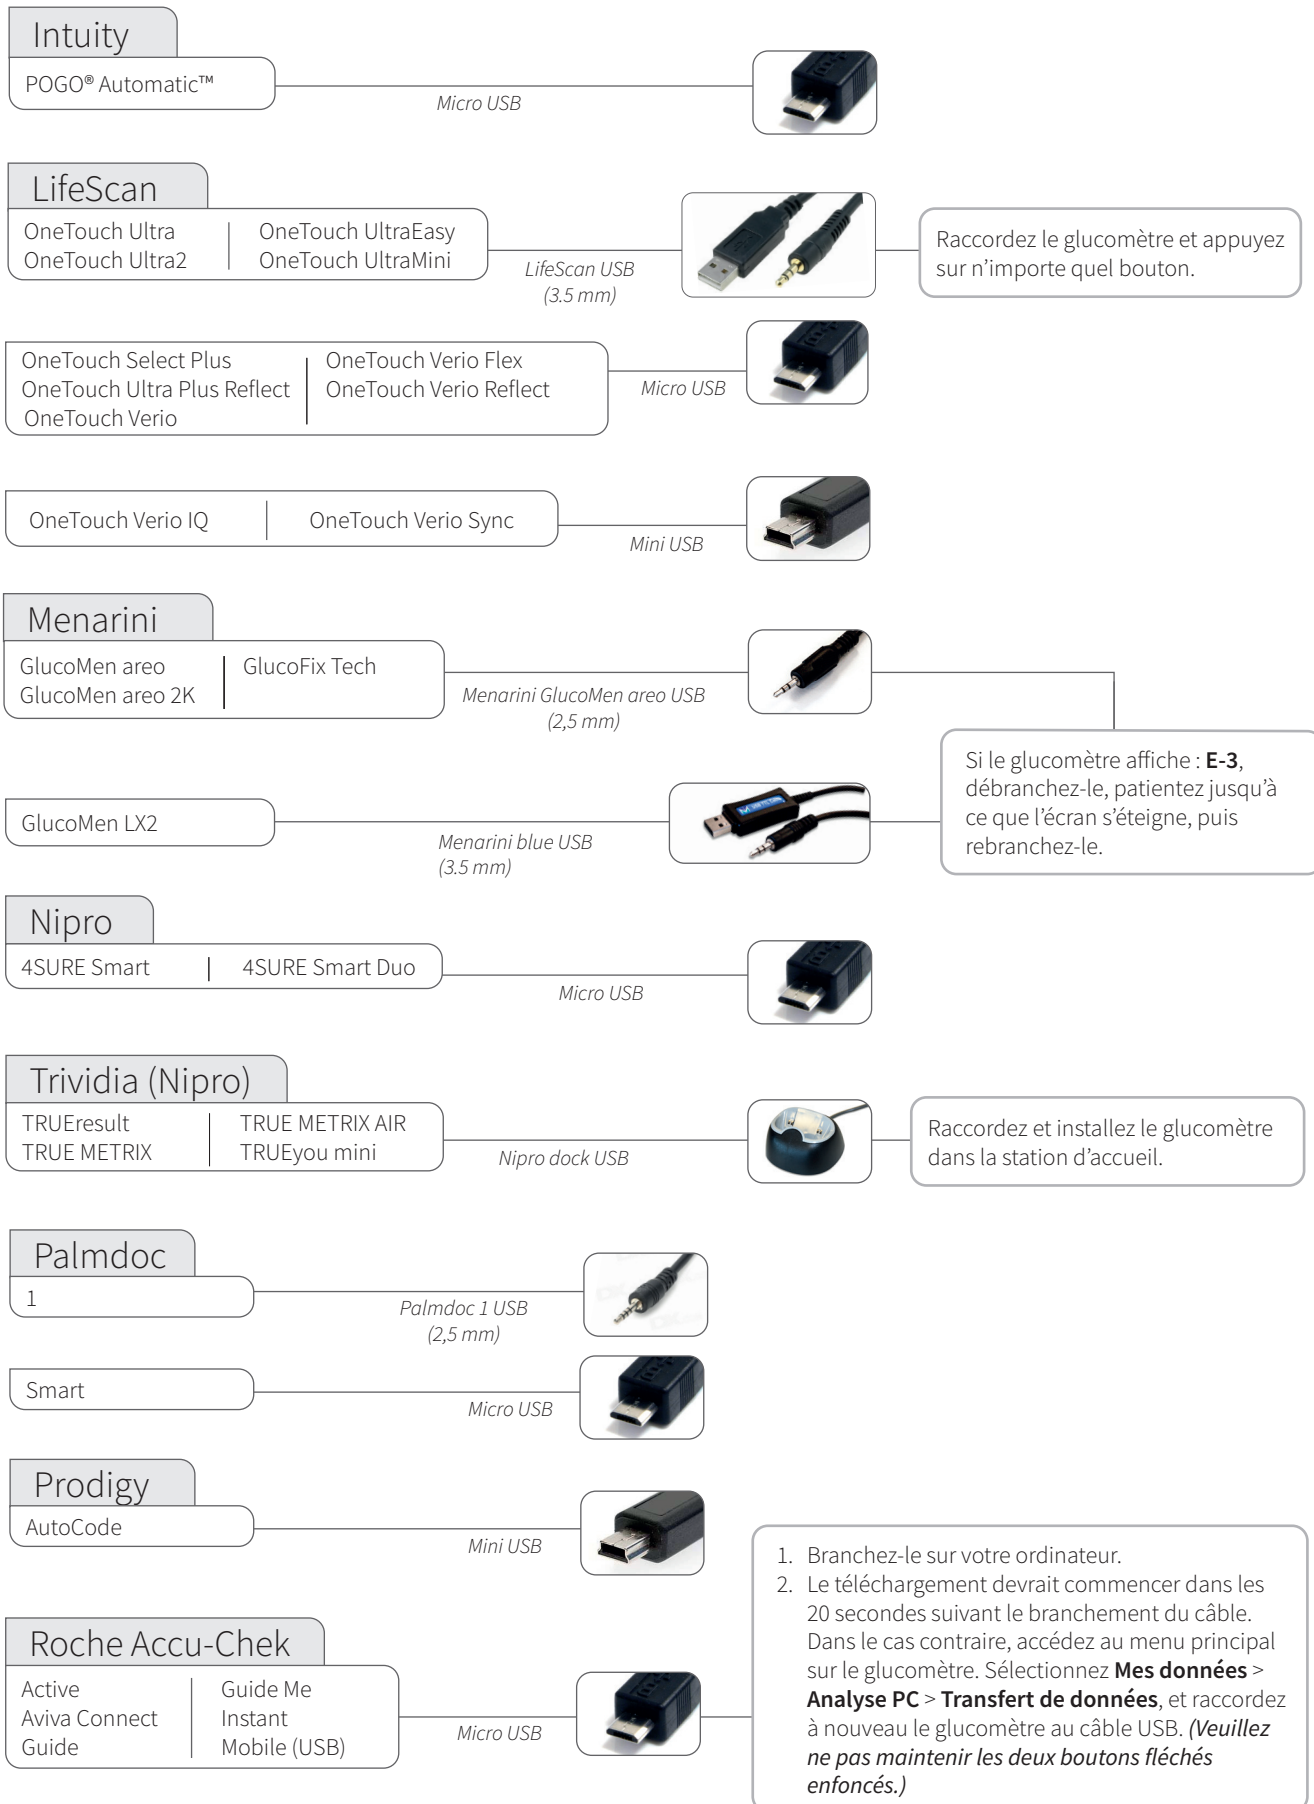 Intuity
POGO® Automatic™
Micro USB
LifeScan
OneTouch Ultra
OneTouch Ultra2
OneTouch UltraEasy
OneTouch UltraMini
LifeScan USB
(3.5 mm)
Raccordez le glucomètre et appuyez
sur n’importe quel bouton.
OneTouch Select Plus
OneTouch Ultra Plus Reflect
OneTouch Verio
OneTouch Verio Flex
OneTouch Verio Reflect
Micro USB
OneTouch Verio IQ
OneTouch Verio Sync
Mini USB
Menarini
GlucoMen areo
GlucoMen areo 2K
GlucoFix Tech
Menarini GlucoMen areo USB
(2,5 mm)
Si le glucomètre affiche : E-3,
débranchez-le, patientez jusqu’à
ce que l’écran s’éteigne, puis
rebranchez-le.
GlucoMen LX2
Menarini blue USB
(3.5 mm)
Nipro
4SURE Smart
4SURE Smart Duo
Micro USB
Trividia (Nipro)
TRUEresult
TRUE METRIX
TRUE METRIX AIR
TRUEyou mini
Nipro dock USB
Raccordez et installez le glucomètre
dans la station d’accueil.
Palmdoc
1
Palmdoc 1 USB
(2,5 mm)
Smart
Micro USB
Prodigy
AutoCode
Mini USB
Roche Accu-Chek
Active
Aviva Connect
Guide
Guide Me
Instant
Mobile (USB)
Micro USB
1. Branchez-le sur votre ordinateur.
2. Le téléchargement devrait commencer dans les
20 secondes suivant le branchement du câble.
Dans le cas contraire, accédez au menu principal
sur le glucomètre. Sélectionnez Mes données >
Analyse PC > Transfert de données, et raccordez
à nouveau le glucomètre au câble USB. (Veuillez
ne pas maintenir les deux boutons fléchés
enfoncés.)